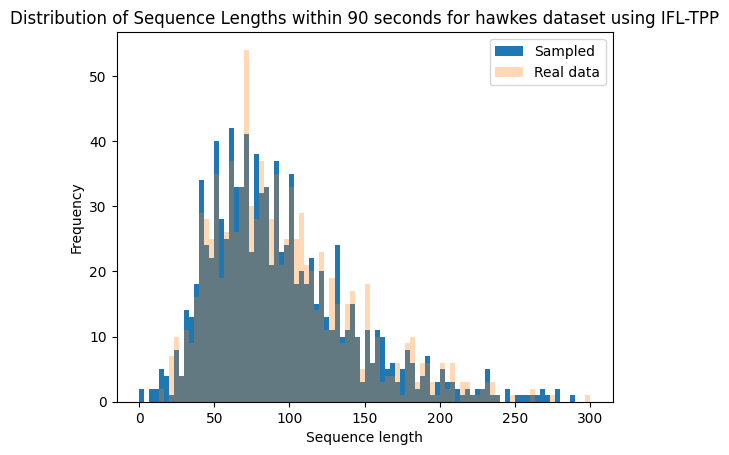 Distribution of Sequence Lengths within 90 seconds for hawkes dataset using IFL-TPP
Sampled
Real data
Frequency
50
40
30
20
10
0
0 50 100 150 200 250 300
Sequence length